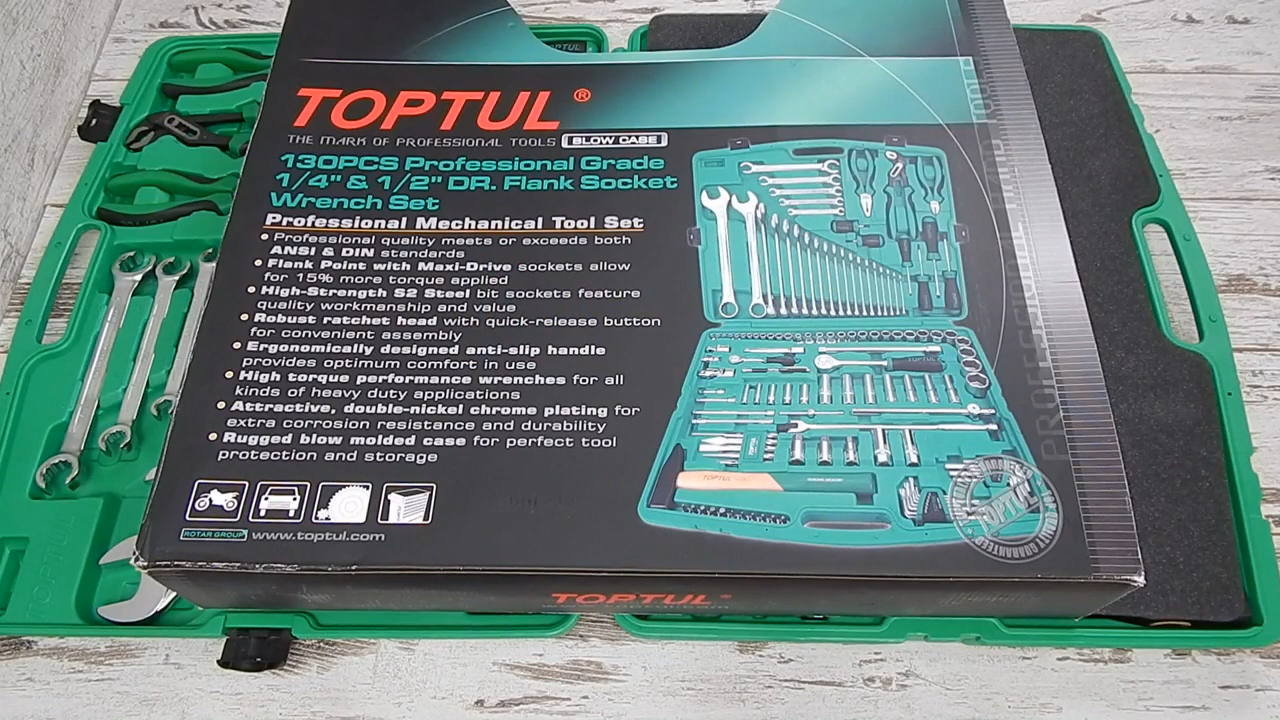 TOPTUL®
THE MARK OF PROFESSIONAL TOOLS BLOW CASE
130PCS Professional Grade
1/4" & 1/2" DR. Flank Socket
Wrench Set
Professional Mechanical Tool Set
• Professional quality meets or exceeds both
ANSI & DIN standards
• Flank Point with Maxi-Drive sockets allow
for 15% more torque applied
• High-Strength S2 Steel bit sockets feature
quality workmanship and value
• Robust ratchet head with quick-release button
for convenient assembly
• Ergonomically designed anti-slip handle
provides optimum comfort in use
• High torque performance wrenches for all
kinds of heavy duty applications
• Attractive, double-nickel chrome plating for
extra corrosion resistance and durability
• Rugged blow molded case for perfect tool
protection and storage
ROTAR GROUP www.toptul.com
TOPTUL
TOPTUL
TOPTUL
GUARANTEED
TOPTUL
TOPTUL
PROFESSIONAL